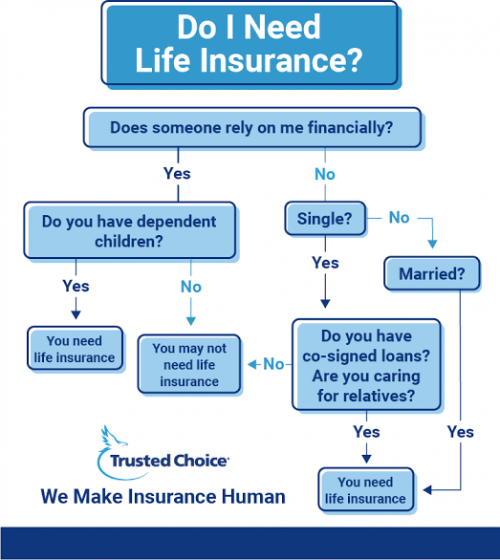 Do I Need
Life Insurance?
Does someone rely on me financially?
Yes
No
Do you have dependent
children?
Single?
No
Yes
No
Yes
Married?
You need
life insurance
You may not
need life
insurance
No
Do you have
co-signed loans?
Are you caring
for relatives?
Yes
Yes
Trusted Choice®
We Make Insurance Human
You need
life insurance